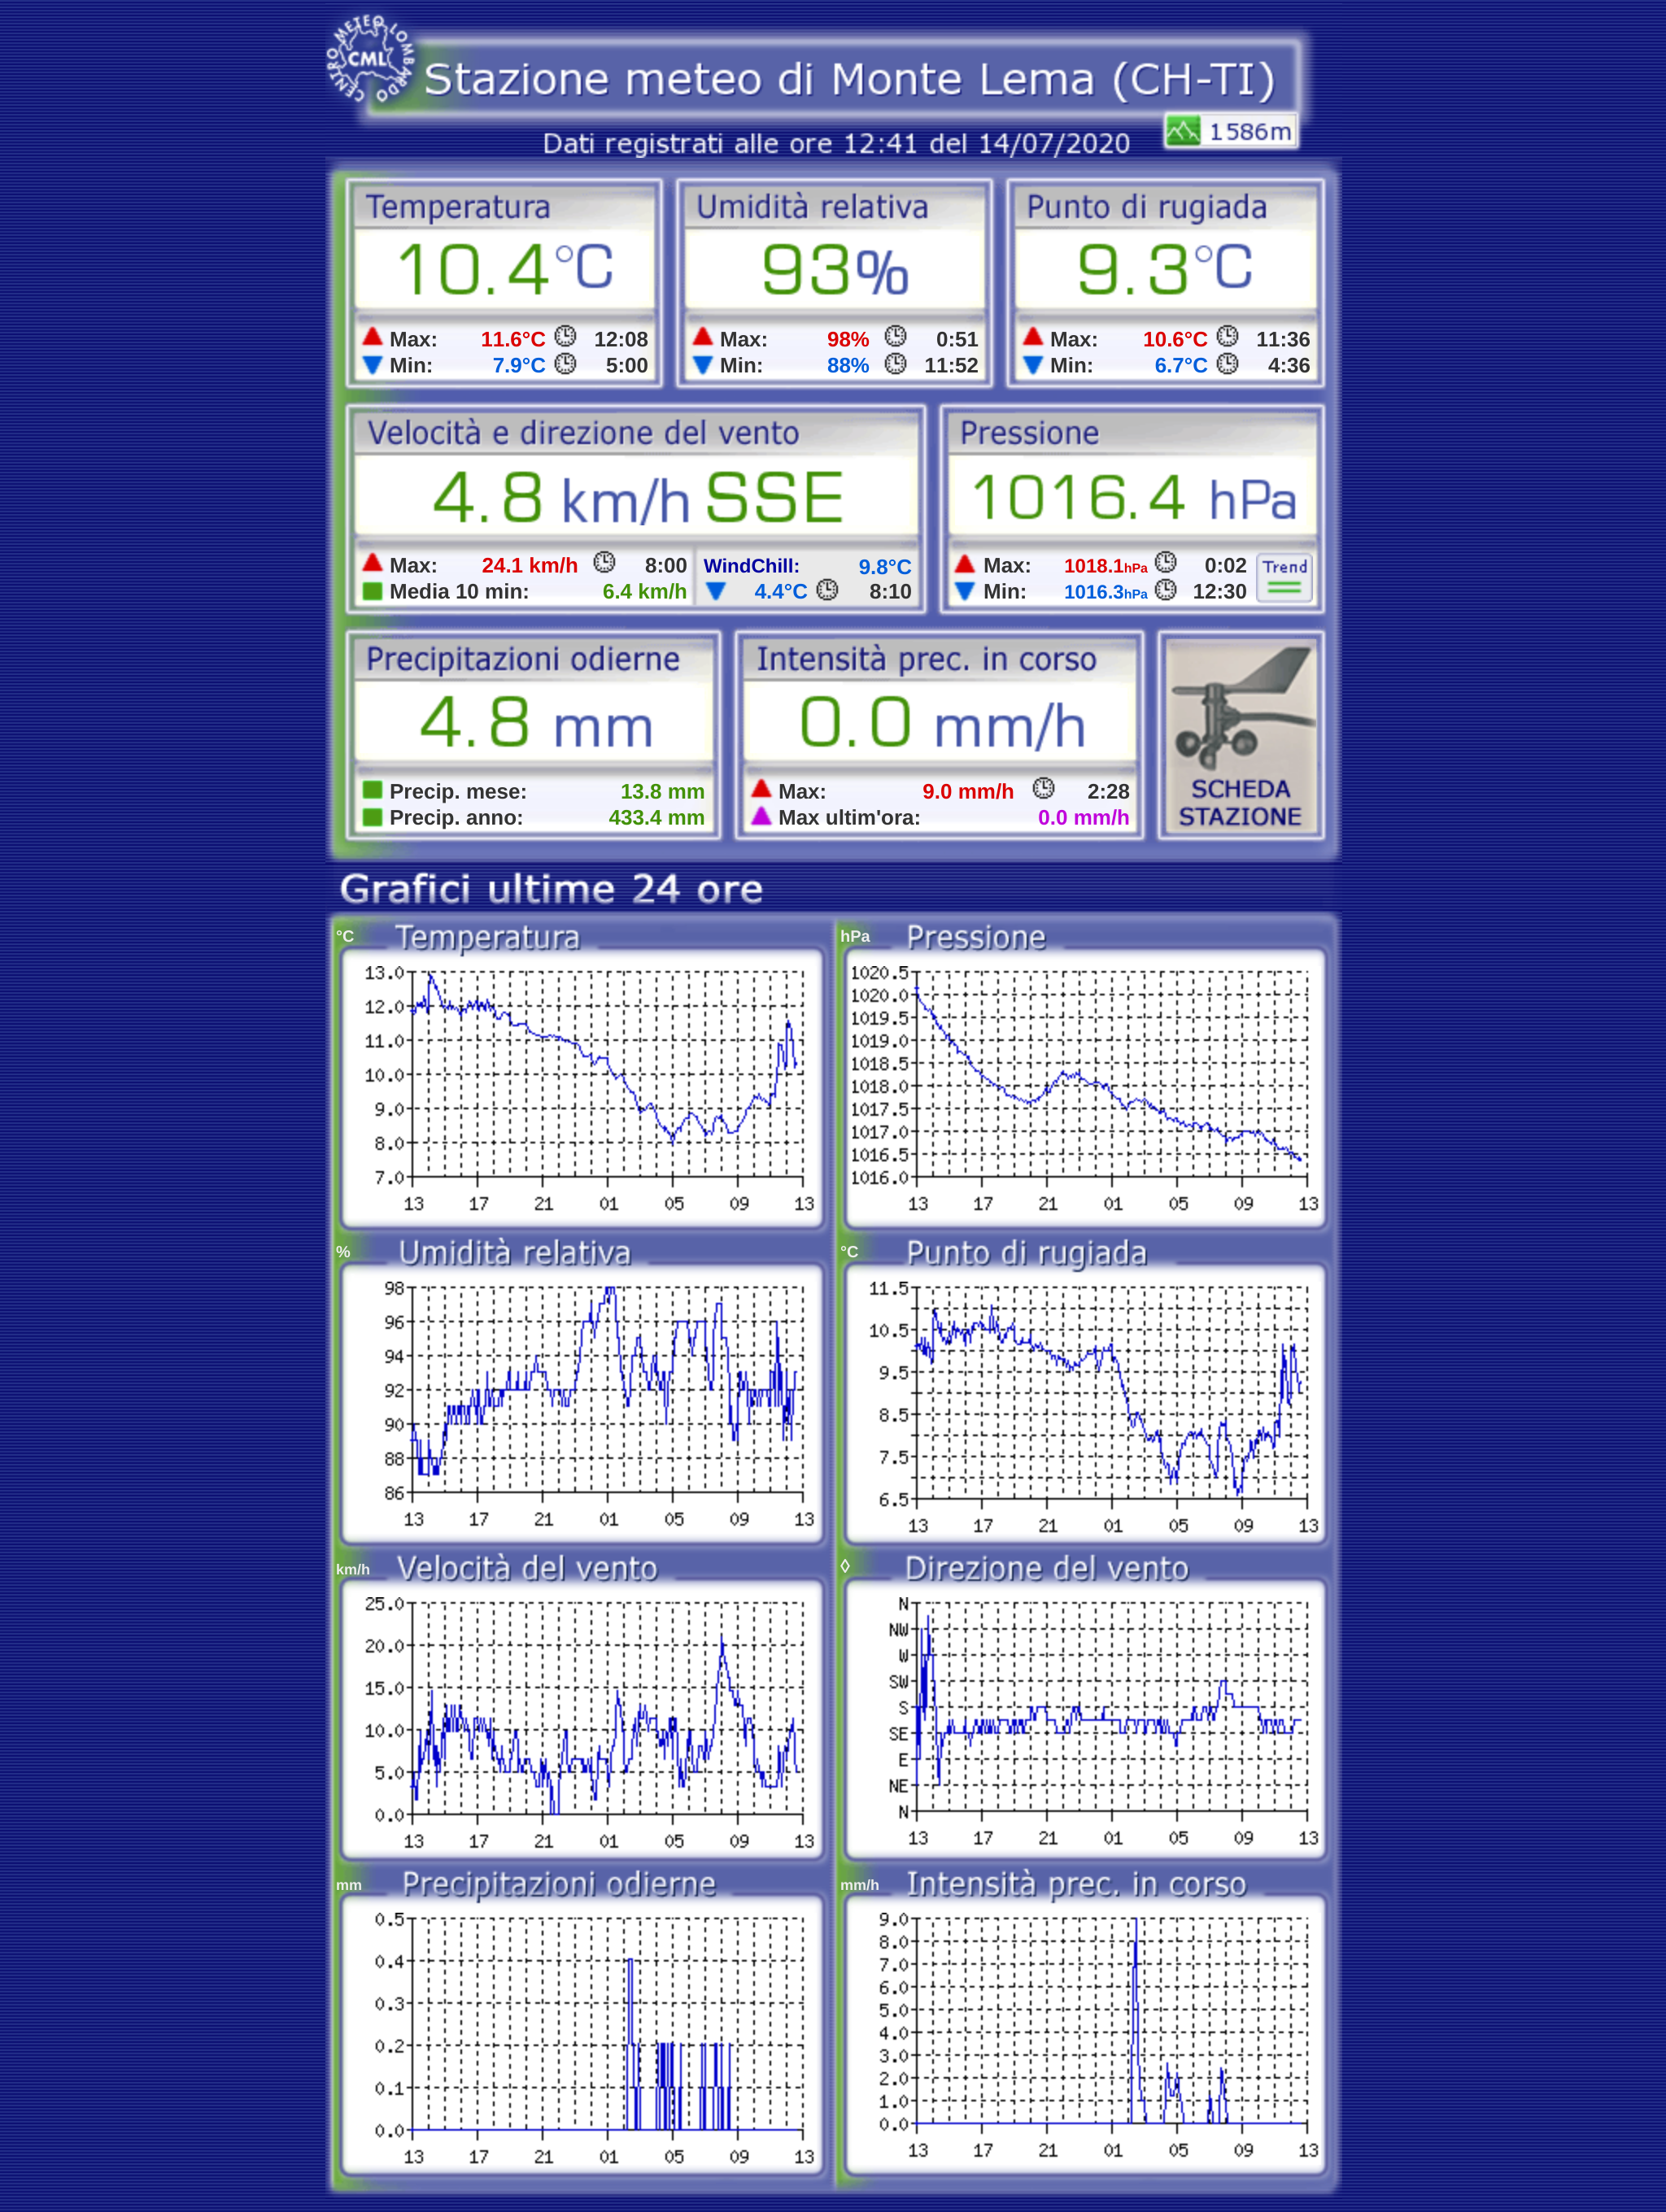 CENTRO METEO LOMBARDO
CML
Stazione meteo di Monte Lema (CH-TI)
Dati registrati alle ore 12:41 del 14/07/2020
1586m
Temperatura Umidità relativa Punto di rugiada
10.4°C 93% 9.3°C
Max: 11.6°C 12:08 Max: 98% 0:51 Max: 10.6°C 11:36
Min: 7.9°C 5:00 Min: 88% 11:52 Min: 6.7°C 4:36
Velocità e direzione del vento Pressione
4.8 km/h SSE 1016.4 hPa
Max: 24.1 km/h 8:00 WindChill: 9.8°C Max: 1018.1hPa 0:02 Trend
Media 10 min: 6.4 km/h 4.4°C 8:10 Min: 1016.3hPa 12:30
Precipitazioni odierne Intensità prec. in corso
4.8 mm 0.0 mm/h
Precip. mese: 13.8 mm Max: 9.0 mm/h 2:28 SCHEDA
Precip. anno: 433.4 mm Max ultim'ora: 0.0 mm/h STAZIONE
Grafici ultime 24 ore
°C Temperatura
13.0
12.0
11.0
10.0
9.0
8.0
7.0
13 17 21 01 05 09 13
hPa Pressione
1020.5
1020.0
1019.5
1019.0
1018.5
1018.0
1017.5
1017.0
1016.5
1016.0
13 17 21 01 05 09 13
% Umidità relativa
98
96
94
92
90
88
86
13 17 21 01 05 09 13
°C Punto di rugiada
11.5
10.5
9.5
8.5
7.5
6.5
13 17 21 01 05 09 13
km/h Velocità del vento
25.0
20.0
15.0
10.0
5.0
0.0
13 17 21 01 05 09 13
◊ Direzione del vento
N
NW
W
SW
S
SE
E
NE
N
13 17 21 01 05 09 13
mm Precipitazioni odierne
0.5
0.4
0.3
0.2
0.1
0.0
13 17 21 01 05 09 13
mm/h Intensità prec. in corso
9.0
8.0
7.0
6.0
5.0
4.0
3.0
2.0
1.0
0.0
13 17 21 01 05 09 13